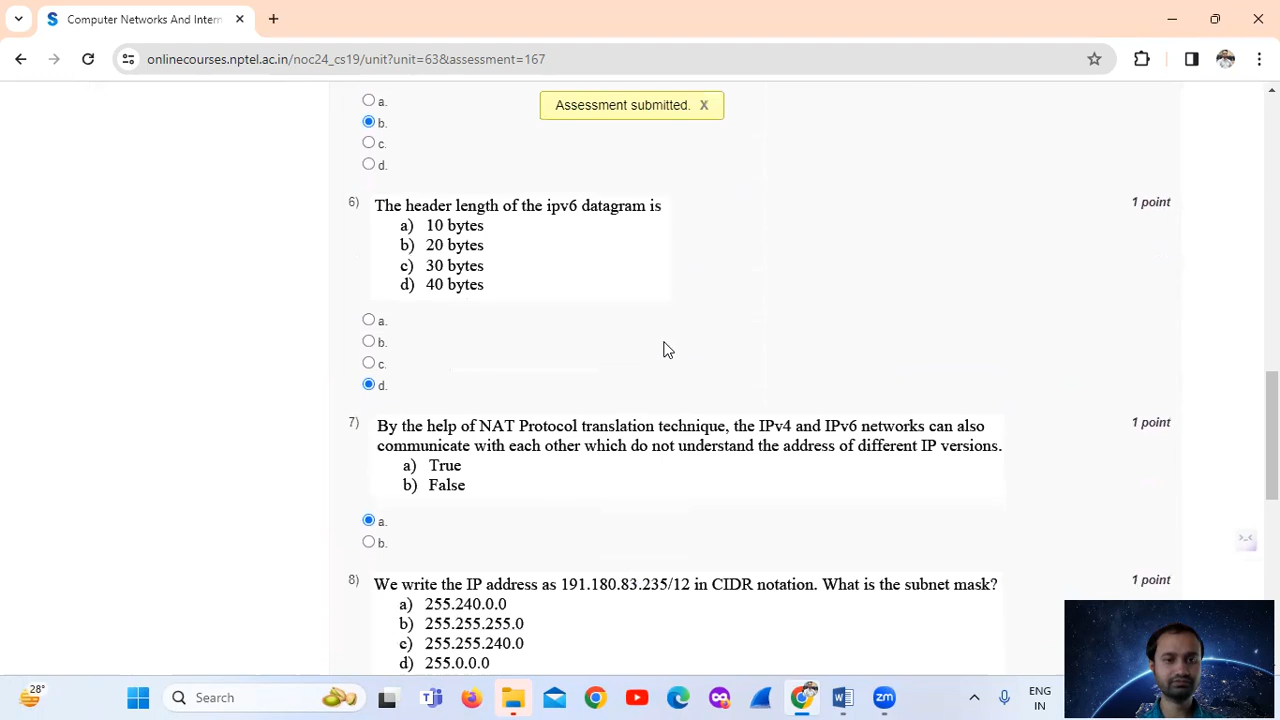 Computer Networks And Intern
onlinecourses.nptel.ac.in/noc24_cs19/unit?unit=63&assessment=167
a.
Assessment submitted. X
b.
c.
d.
6) The header length of the ipv6 datagram is 1 point
a) 10 bytes
b) 20 bytes
c) 30 bytes
d) 40 bytes
a.
b.
c.
d.
7) By the help of NAT Protocol translation technique, the IPv4 and IPv6 networks can also 1 point
communicate with each other which do not understand the address of different IP versions.
a) True
b) False
a.
b.
8) We write the IP address as 191.180.83.235/12 in CIDR notation. What is the subnet mask? 1 point
a) 255.240.0.0
b) 255.255.255.0
c) 255.255.240.0
d) 255.0.0.0
28°
Search
zm
ENG
IN